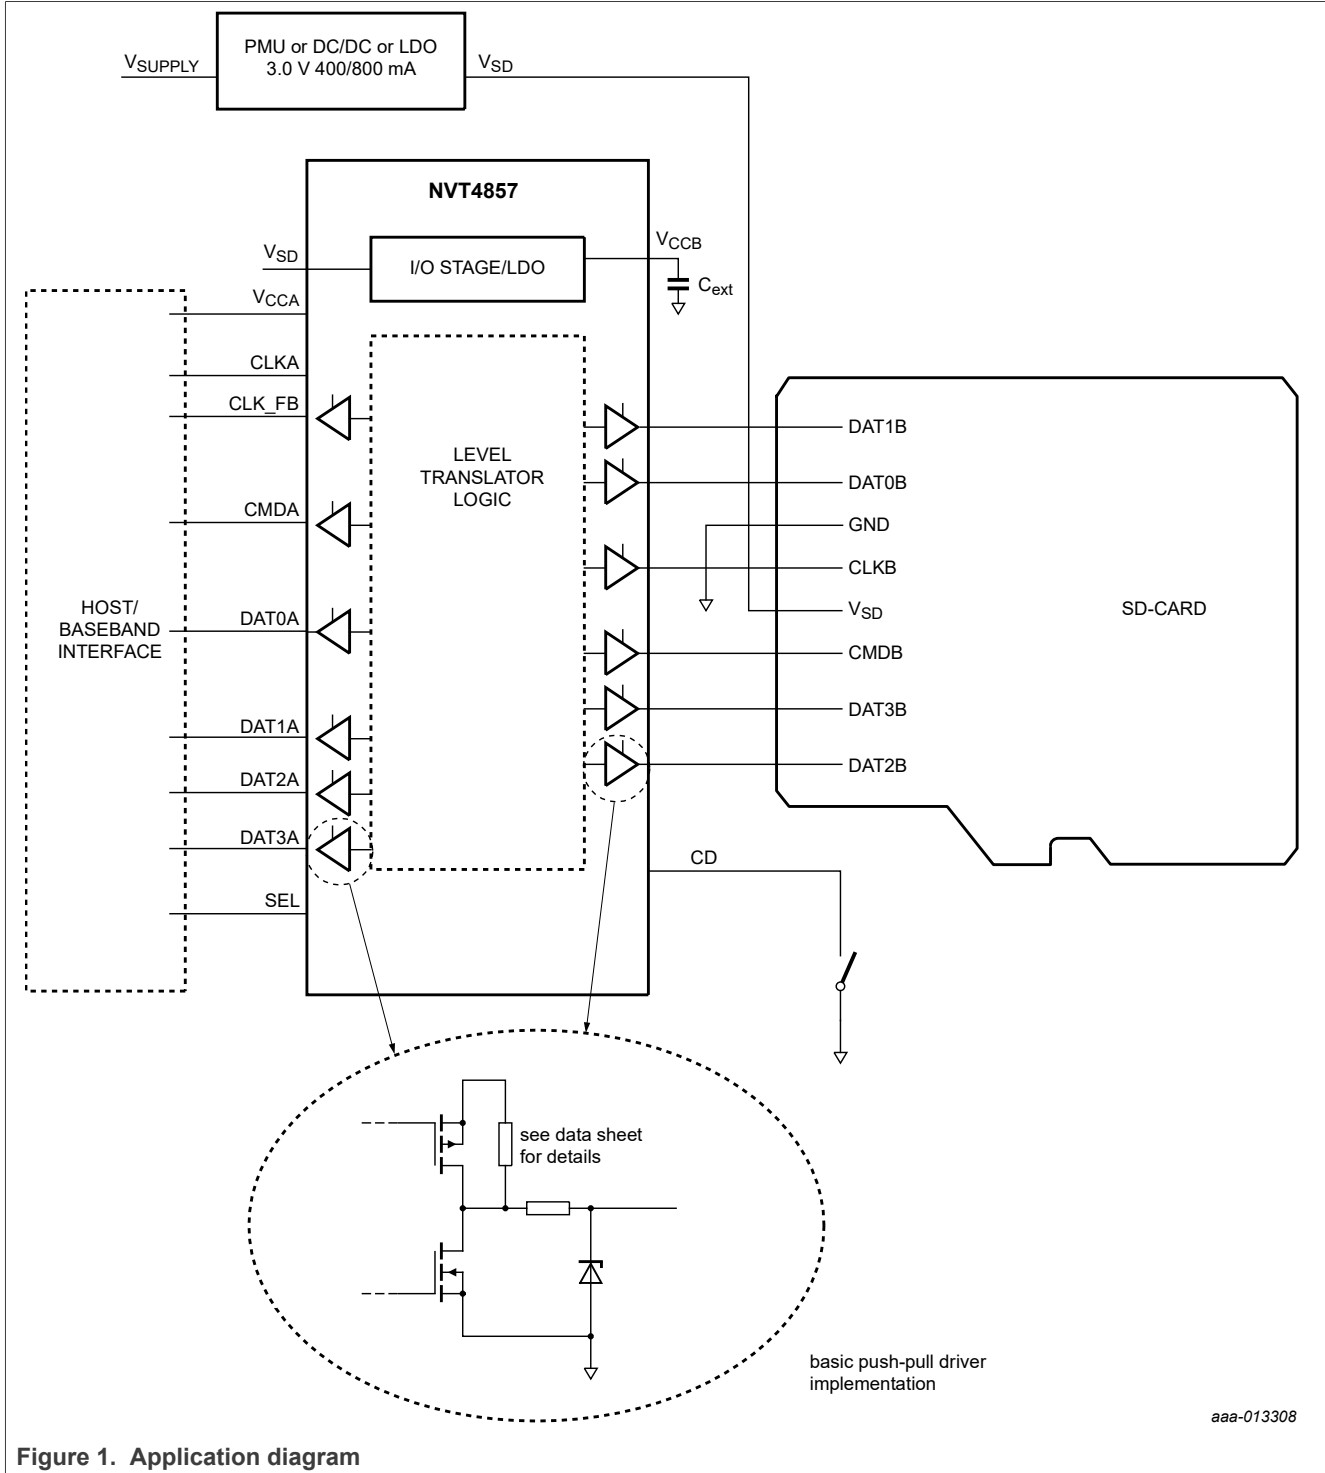 PMU or DC/DC or LDO
3.0 V 400/800 mA
VSUPPLY
VSD
NVT4857
VSD
I/O STAGE/LDO
VCCB
Cext
VCCA
CLKA
CLK_FB
CMDA
DAT0A
DAT1A
DAT2A
DAT3A
SEL
HOST/
BASEBAND
INTERFACE
LEVEL
TRANSLATOR
LOGIC
DAT1B
DAT0B
GND
CLKB
VSD
CMDB
DAT3B
DAT2B
SD-CARD
CD
see data sheet
for details
basic push-pull driver
implementation
aaa-013308
Figure 1. Application diagram